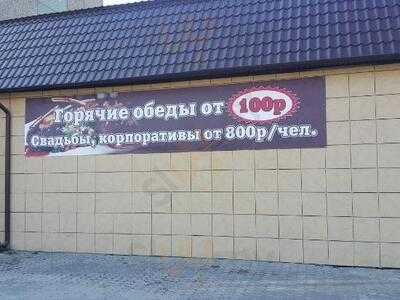 Горячие обеды от 100р
Свадьбы, корпоративы от 800р/чел.